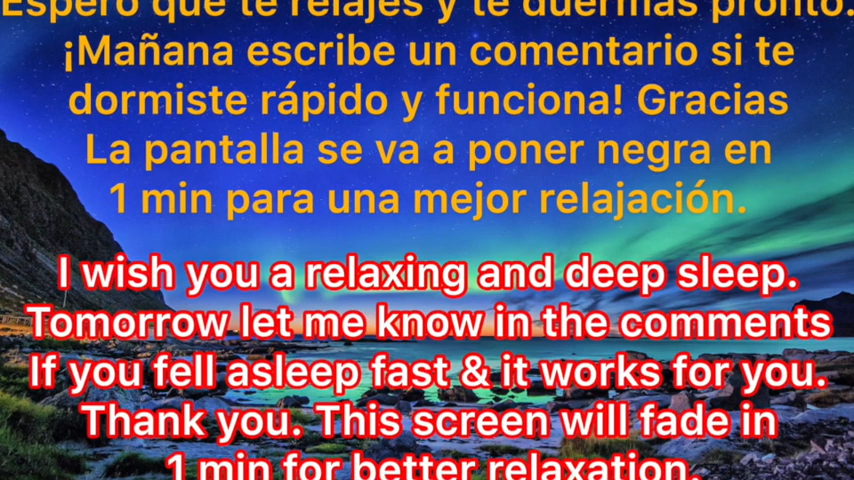 Espero que te relajes y te duermas pronto.
¡Mañana escribe un comentario si te
dormiste rápido y funciona! Gracias
La pantalla se va a poner negra en
1 min para una mejor relajación.
I wish you a relaxing and deep sleep.
Tomorrow let me know in the comments
If you fell asleep fast & it works for you.
Thank you. This screen will fade in
1 min for better relaxation.